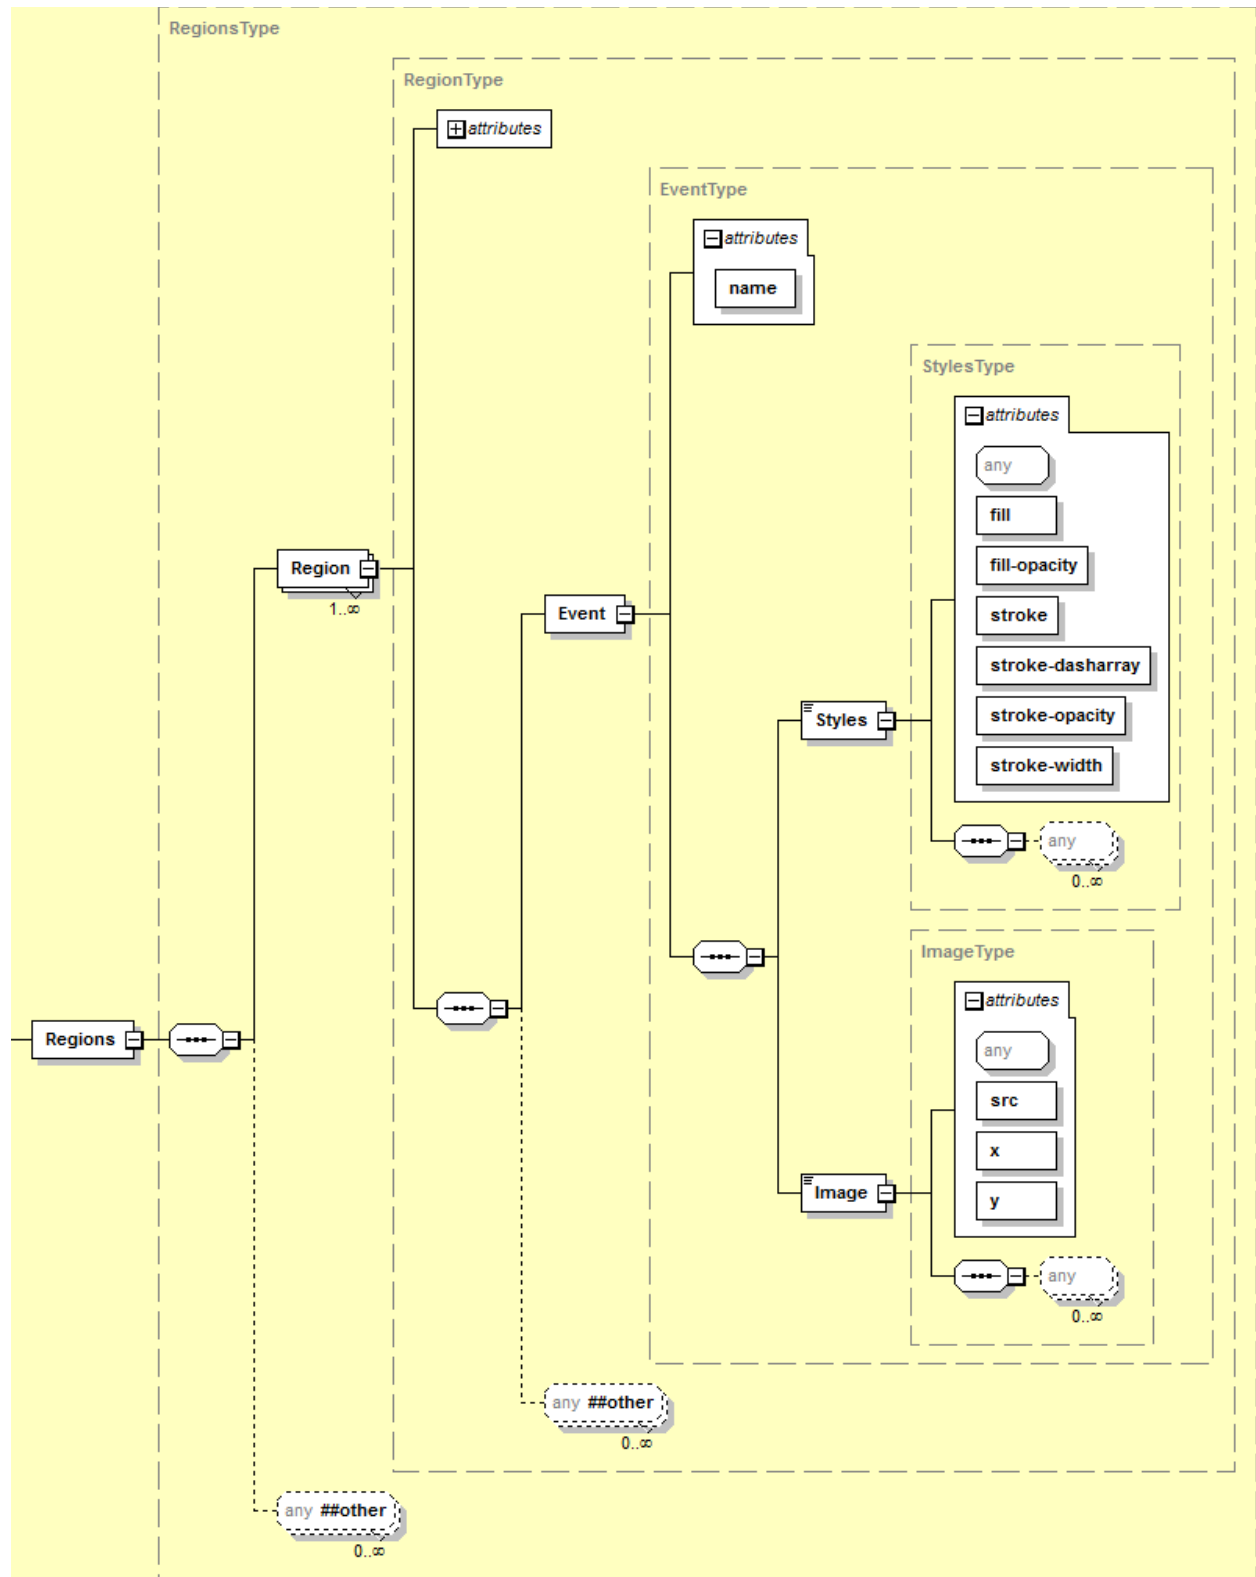 RegionsType
RegionType
attributes
EventType
attributes
name
StylesType
attributes
any
fill
fill-opacity
Region
1..∞
Event
stroke
stroke-dasharray
Styles
stroke-opacity
stroke-width
any
0..∞
ImageType
attributes
Regions
any
src
x
Image
y
any
0..∞
any ##other
0..∞
any ##other
0..∞